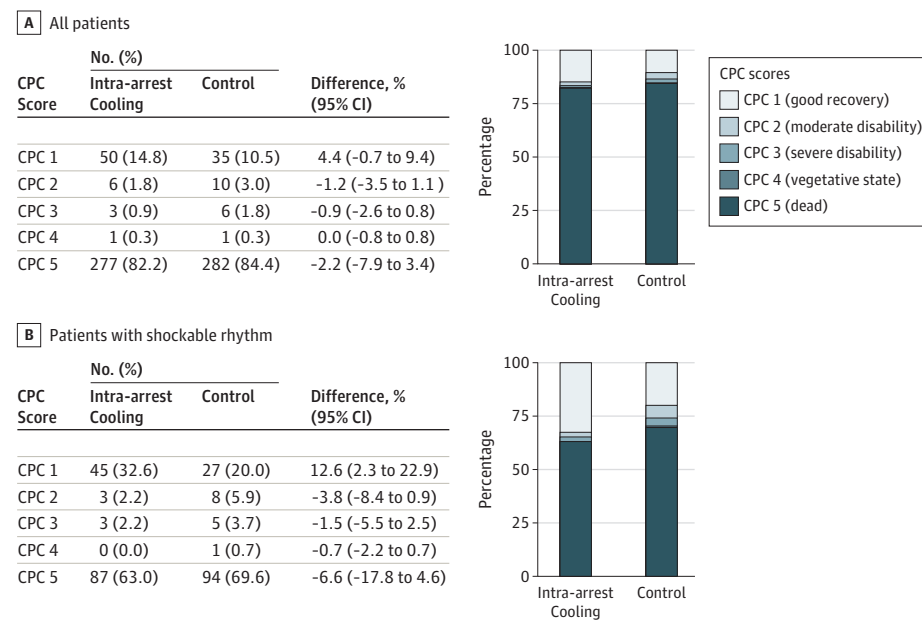 A All patients
No. (%)
CPC Score Intra-arrest Cooling Control Difference, % (95% CI)
CPC 1 50 (14.8) 35 (10.5) 4.4 (-0.7 to 9.4)
CPC 2 6 (1.8) 10 (3.0) -1.2 (-3.5 to 1.1 )
CPC 3 3 (0.9) 6 (1.8) -0.9 (-2.6 to 0.8)
CPC 4 1 (0.3) 1 (0.3) 0.0 (-0.8 to 0.8)
CPC 5 277 (82.2) 282 (84.4) -2.2 (-7.9 to 3.4)
100
75
50
25
0
Percentage
Intra-arrest Cooling
Control
CPC scores
CPC 1 (good recovery)
CPC 2 (moderate disability)
CPC 3 (severe disability)
CPC 4 (vegetative state)
CPC 5 (dead)
B Patients with shockable rhythm
No. (%)
CPC Score Intra-arrest Cooling Control Difference, % (95% CI)
CPC 1 45 (32.6) 27 (20.0) 12.6 (2.3 to 22.9)
CPC 2 3 (2.2) 8 (5.9) -3.8 (-8.4 to 0.9)
CPC 3 3 (2.2) 5 (3.7) -1.5 (-5.5 to 2.5)
CPC 4 0 (0.0) 1 (0.7) -0.7 (-2.2 to 0.7)
CPC 5 87 (63.0) 94 (69.6) -6.6 (-17.8 to 4.6)
100
75
50
25
0
Percentage
Intra-arrest Cooling
Control